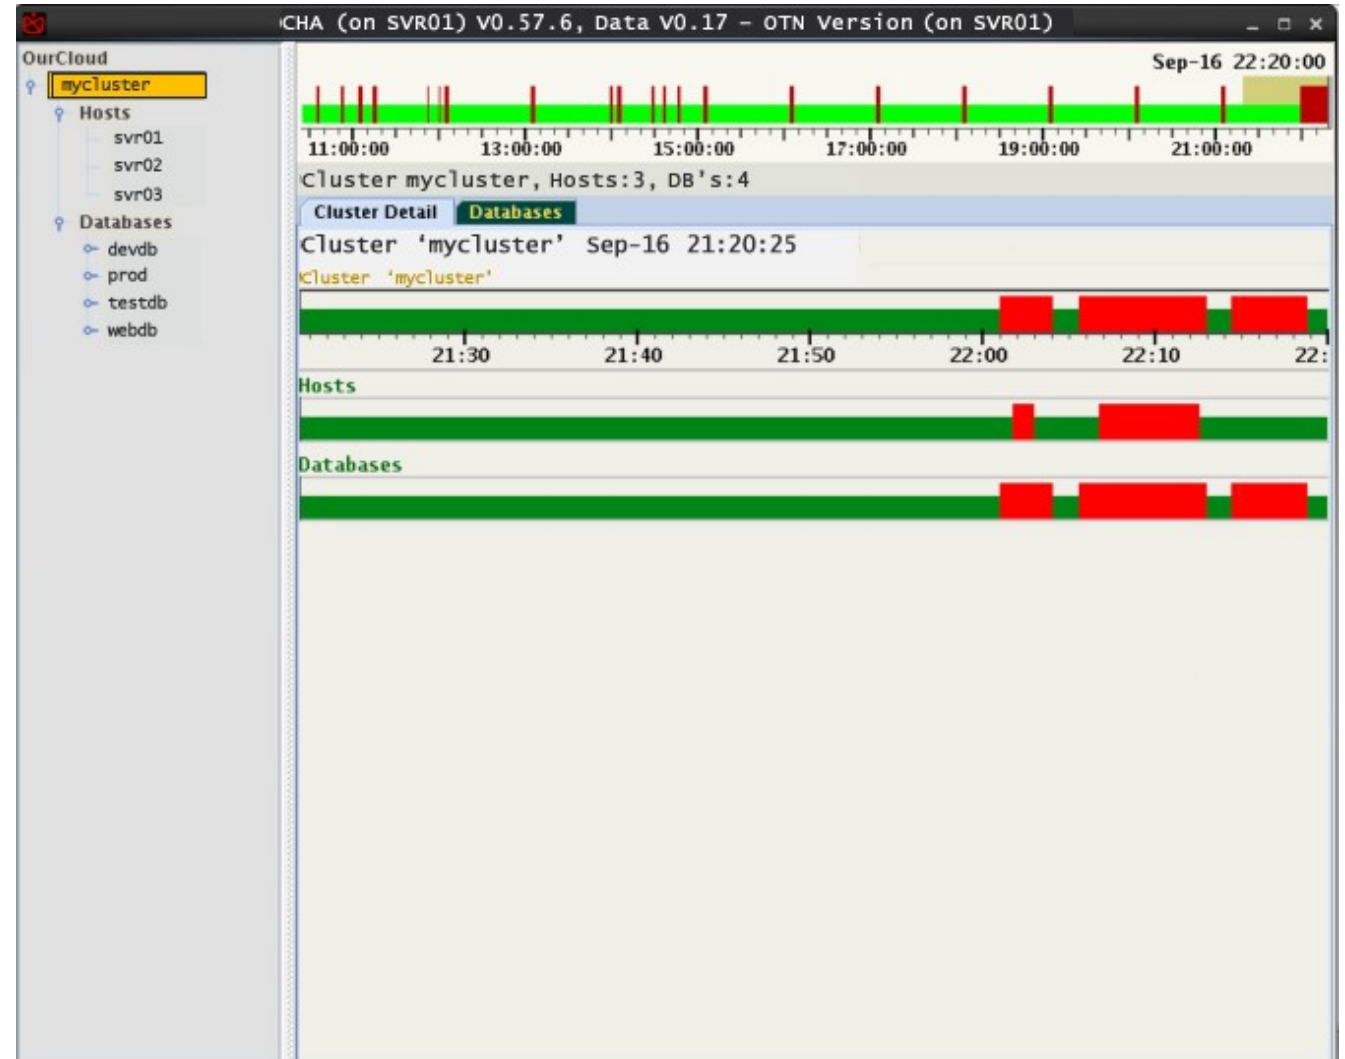 CHA (on SVR01) V0.57.6, Data V0.17 – OTN Version (on SVR01)
OurCloud
mycluster
Hosts
svr01
svr02
svr03
Databases
devdb
prod
testdb
webdb
Sep-16 22:20:00
11:00:00 13:00:00 15:00:00 17:00:00 19:00:00 21:00:00
Cluster mycluster, Hosts:3, DB's:4
Cluster Detail Databases
Cluster ‘mycluster’ Sep-16 21:20:25
Cluster ‘mycluster’
21:30 21:40 21:50 22:00 22:10 22:
Hosts
Databases